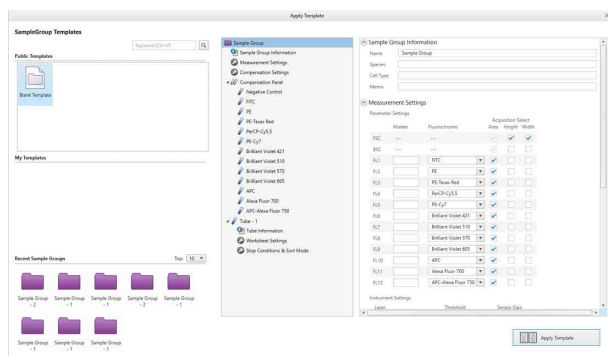 Apply Template
SampleGroup Templates
Keyword (Ctrl+F)
Public Templates
Blank Template
My Templates
Recent Sample Groups
Top: 10
Sample Group - 2
Sample Group - 1
Sample Group - 1
Sample Group - 2
Sample Group - 1
Sample Group - 1
Sample Group - 1
Sample Group - 1
Sample Group
Sample Group Information
Measurement Settings
Compensation Settings
Compensation Panel
Negative Control
FITC
PE
PE-Texas Red
PerCP-Cy5.5
PE-Cy7
Brilliant Violet 421
Brilliant Violet 510
Brilliant Violet 570
Brilliant Violet 605
APC
Alexa Fluor 700
APC-Alexa Fluor 750
Tube - 1
Tube Information
Worksheet Settings
Stop Conditions & Sort Mode
Sample Group Information
Name Sample Group
Species
Cell Type
Memo
Measurement Settings
Parameter Settings
Acquisition Select
Marker Fluorochrome Area Height Width
FSC --- ---
BSC --- ---
FL1 FITC
FL2 PE
FL3 PE-Texas Red
FL4 PerCP-Cy5.5
FL5 PE-Cy7
FL6 Brilliant Violet 421
FL7 Brilliant Violet 510
FL8 Brilliant Violet 570
FL9 Brilliant Violet 605
FL10 APC
FL11 Alexa Fluor 700
FL12 APC-Alexa Fluor 750
Instrument Settings
Laser Threshold Sensor Gain
Apply Template